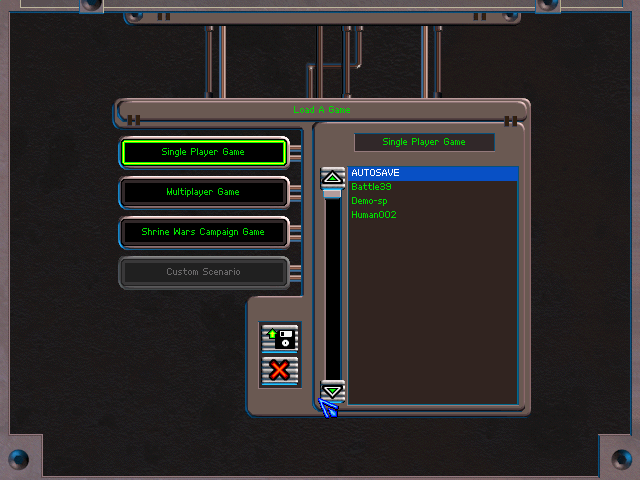 Load A Game
Single Player Game
Multiplayer Game
Shrine Wars Campaign Game
Custom Scenario
Single Player Game
AUTOSAVE
Battle39
Demo-sp
Human002